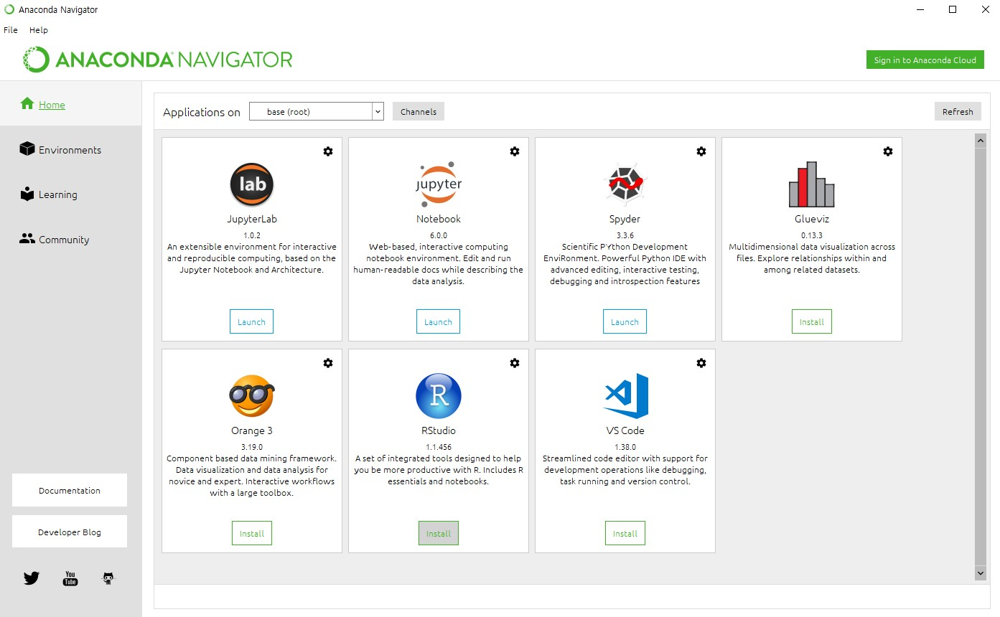 Anaconda Navigator
File Help
ANACONDA NAVIGATOR
Sign in to Anaconda Cloud
Home
Environments
Learning
Community
Documentation
Developer Blog
You
Tube
Applications on base (root) Channels Refresh
lab
JupyterLab
1.0.2
An extensible environment for interactive
and reproducible computing, based on the
Jupyter Notebook and Architecture.
Launch
jupyter
Notebook
6.0.0
Web-based, interactive computing
notebook environment. Edit and run
human-readable docs while describing the
data analysis.
Launch
Spyder
3.3.6
Scientific PYthon Development
EnviRonment. Powerful Python IDE with
advanced editing, interactive testing,
debugging and introspection features
Launch
Glueviz
0.13.3
Multidimensional data visualization across
files. Explore relationships within and
among related datasets.
Install
Orange 3
3.19.0
Component based data mining framework.
Data visualization and data analysis for
novice and expert. Interactive workflows
with a large toolbox.
Install
R
RStudio
1.1.456
A set of integrated tools designed to help
you be more productive with R. Includes R
essentials and notebooks.
Install
VS Code
1.38.0
Streamlined code editor with support for
development operations like debugging,
task running and version control.
Install